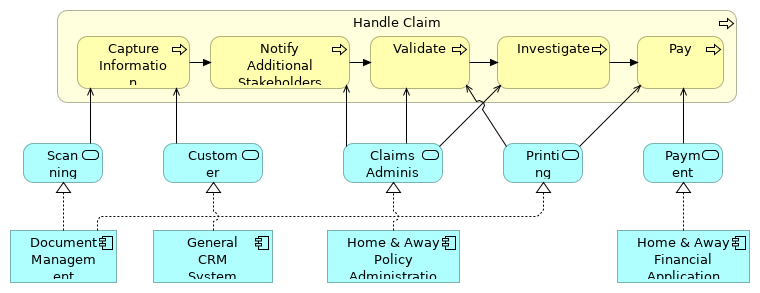 Handle Claim
Capture
Informatio
n
Notify
Additional
Stakeholders
Validate
Investigate
Pay
Scan
ning
Custom
er
Claims
Adminis
Printi
ng
Paym
ent
Document
Managem
ent
General
CRM
System
Home & Away
Policy
Administratio
Home & Away
Financial
Application